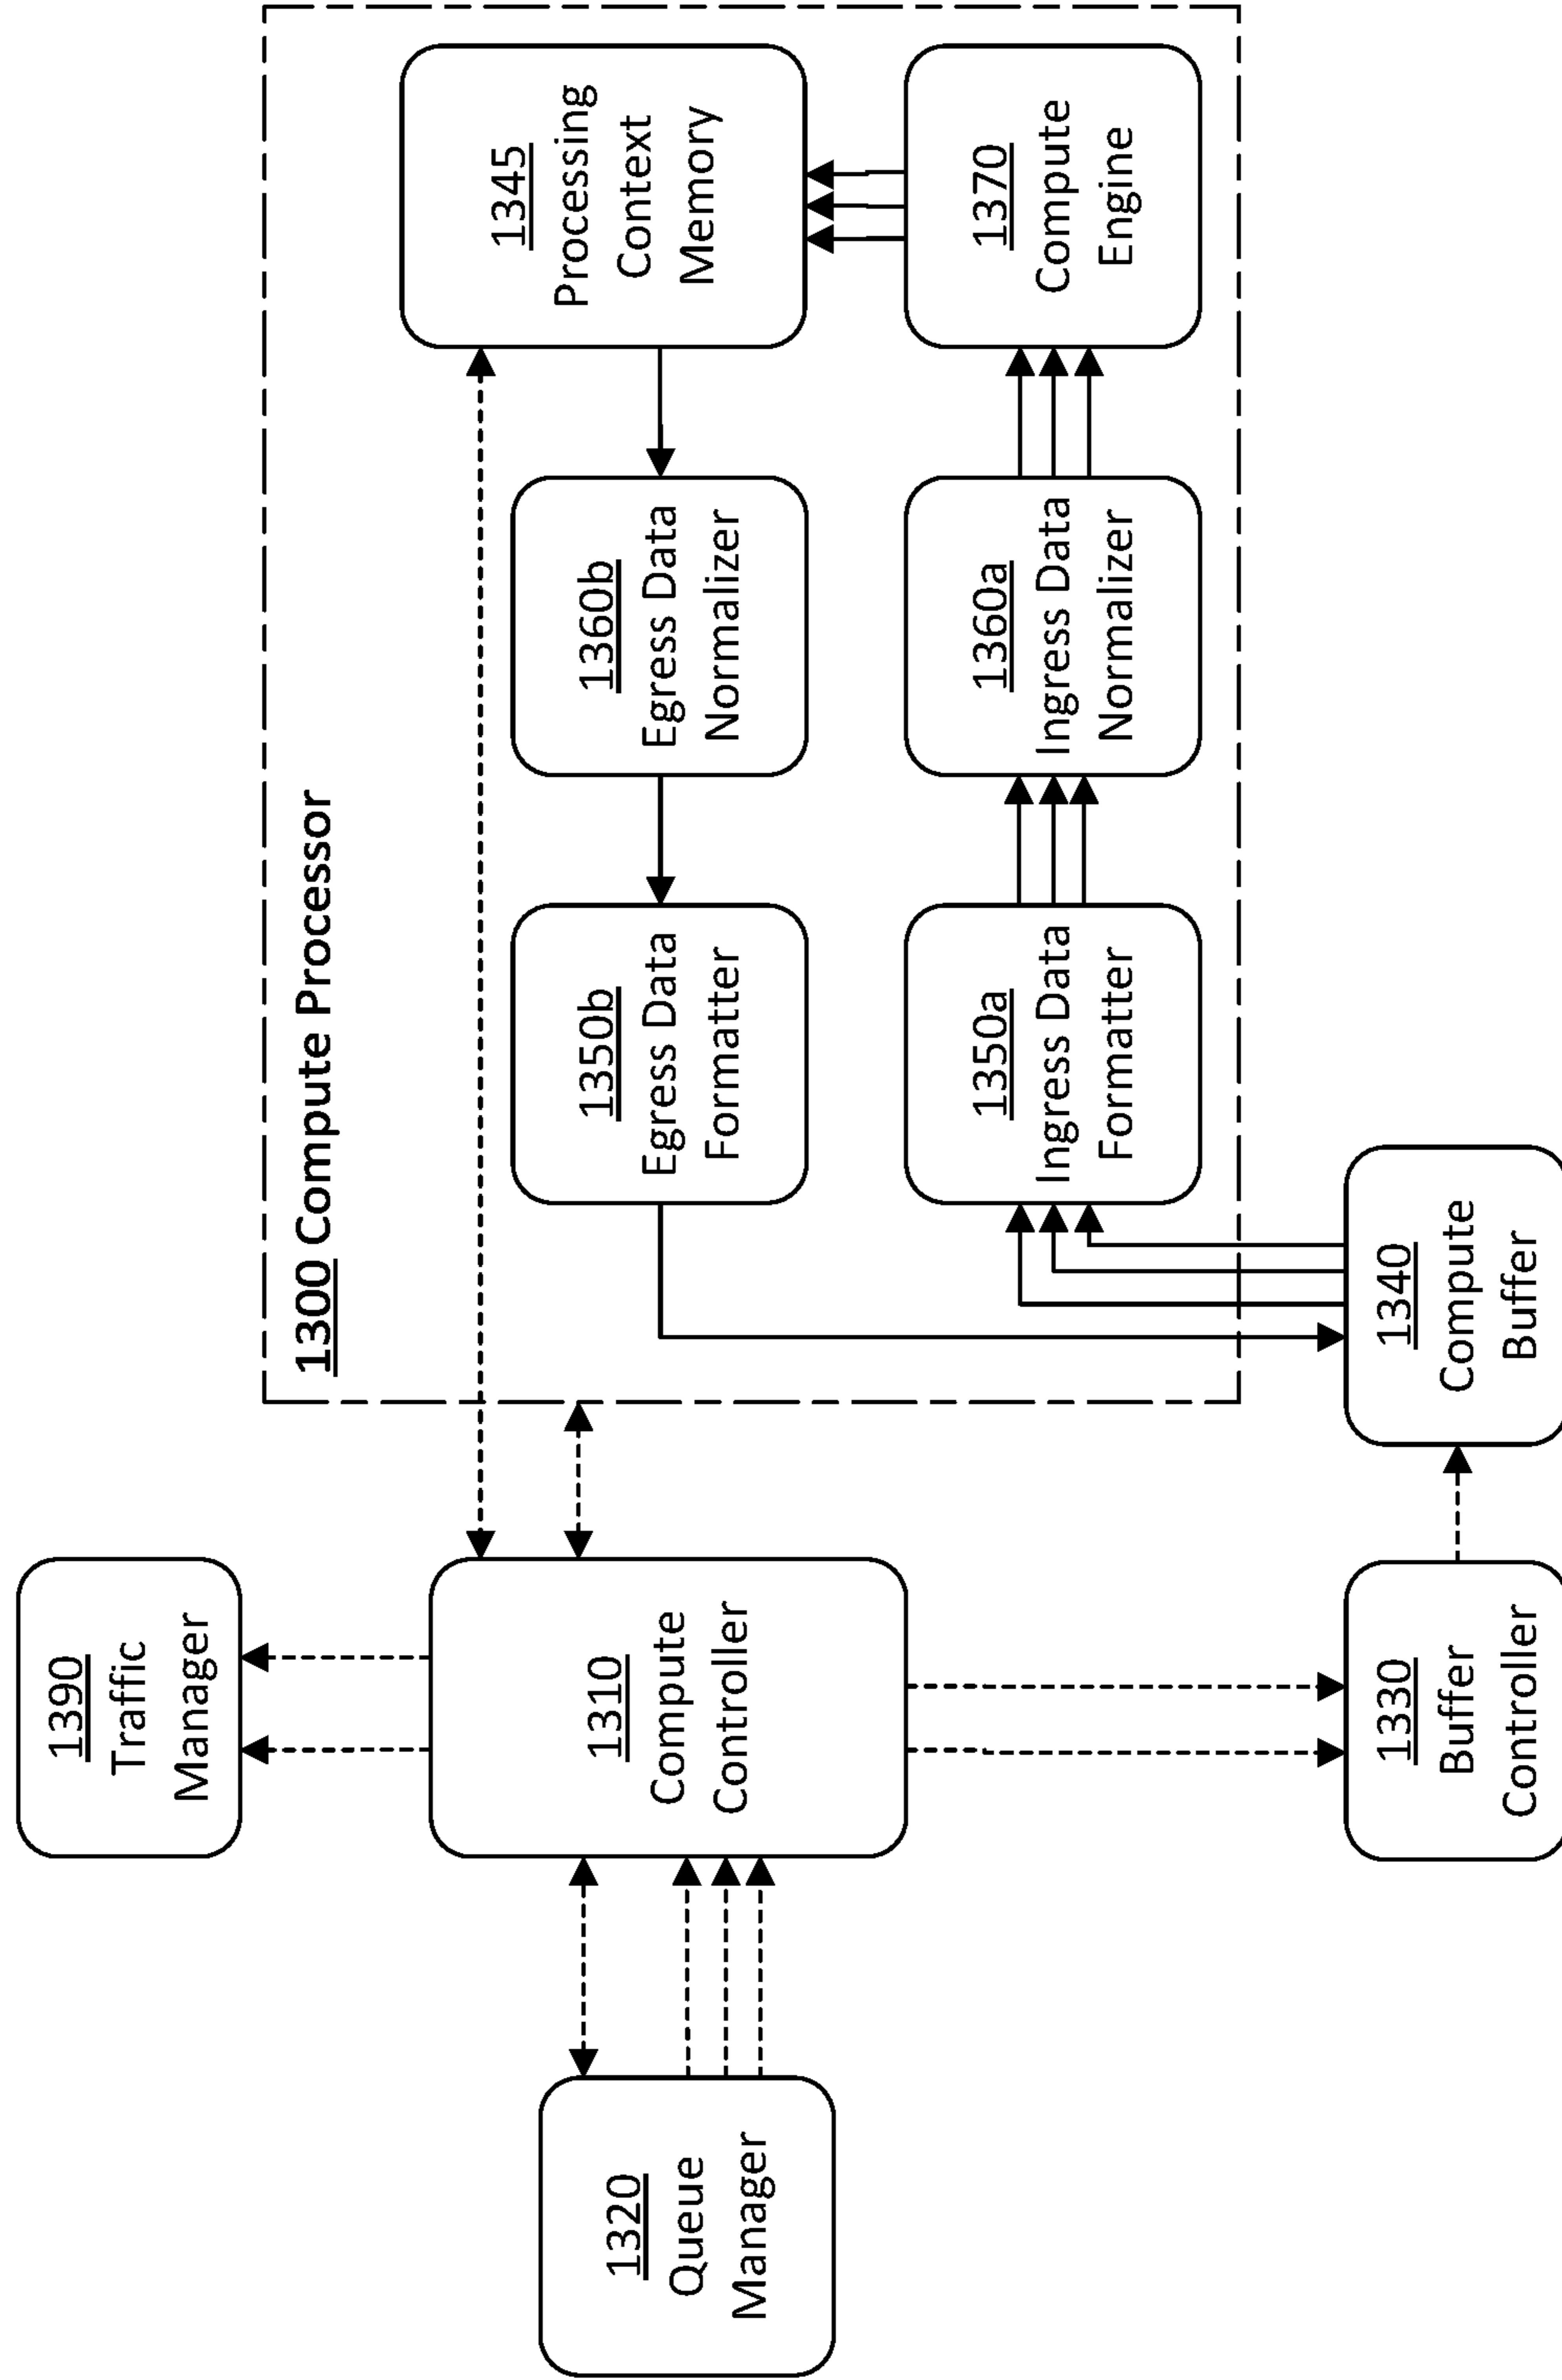 1390
Traffic
Manager
1300 Compute Processor
1320
Queue
Manager
1310
Compute
Controller
1350b
Egress Data
Formatter
1360b
Egress Data
Normalizer
1345
Processing
Context
Memory
1350a
Ingress Data
Formatter
1360a
Ingress Data
Normalizer
1370
Compute
Engine
1330
Buffer
Controller
1340
Compute
Buffer